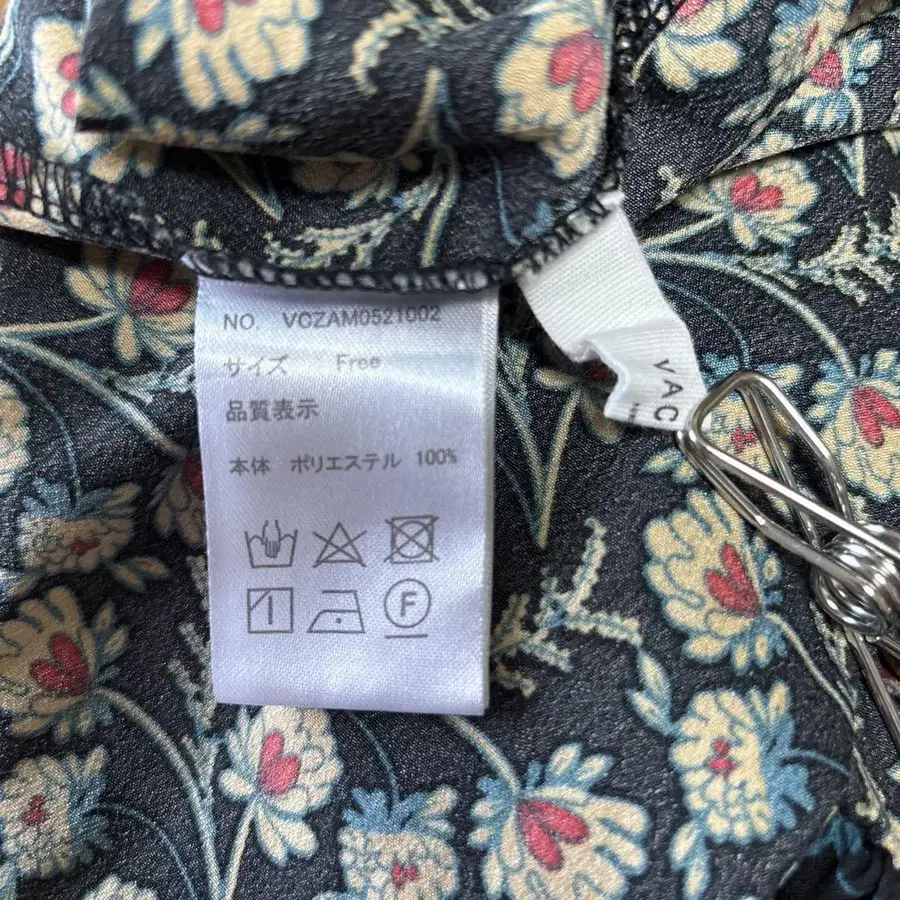 NO. VCZAM0521002
サイズ Free
品質表示
本体 ポリエステル 100%
F
VAC